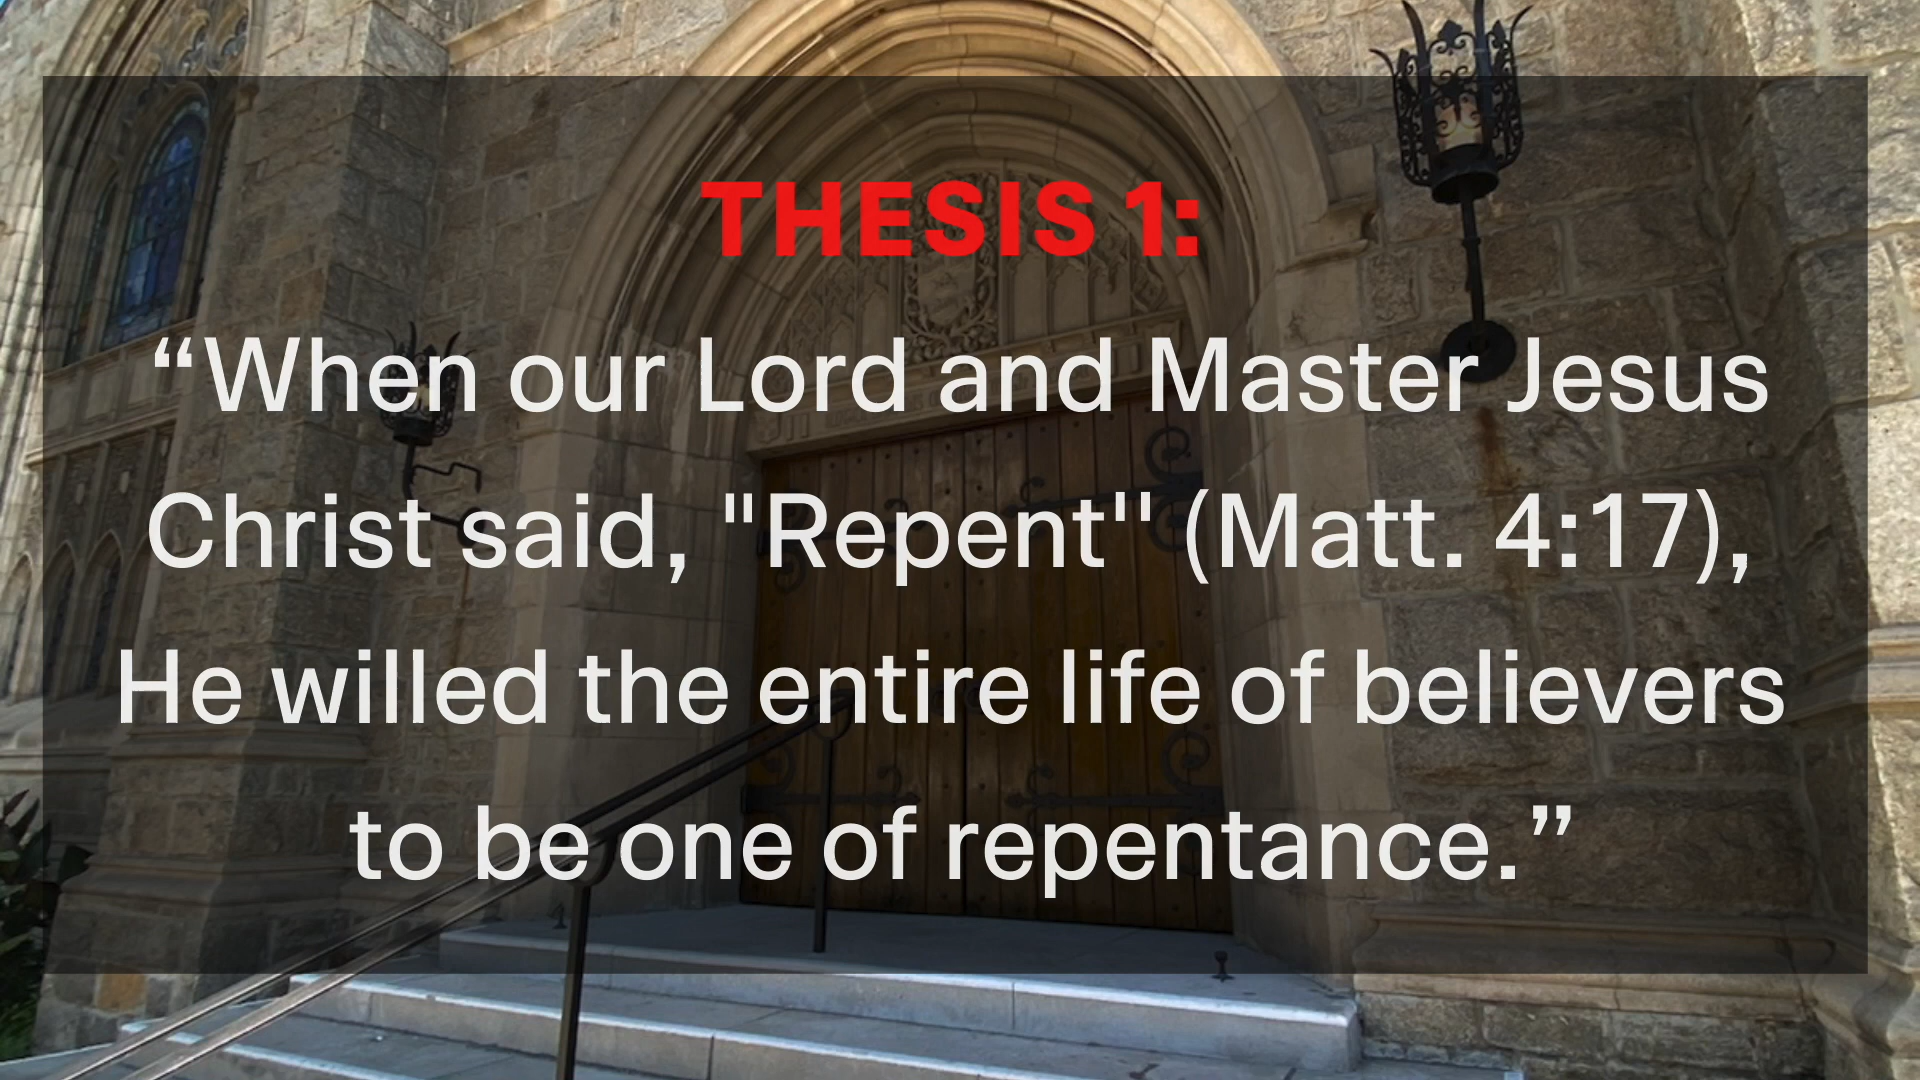 THESIS 1:
“When our Lord and Master Jesus
Christ said, "Repent" (Matt. 4:17),
He willed the entire life of believers
to be one of repentance.”